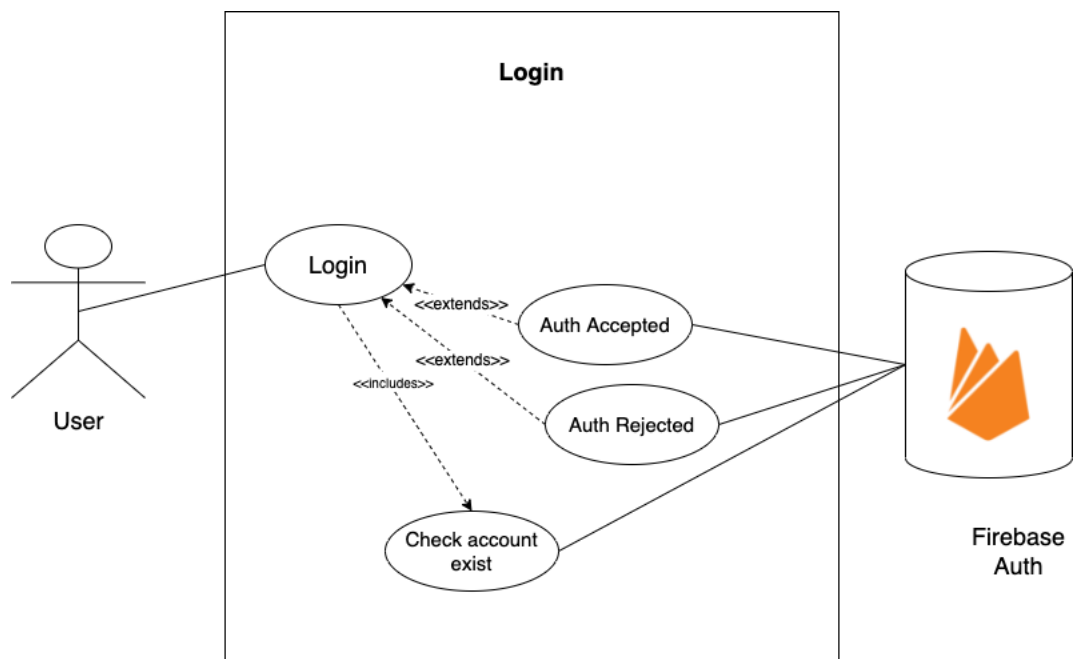 Login
Login
<<extends>>
Auth Accepted
<<extends>>
<<includes>>
Auth Rejected
User
Check account
exist
Firebase
Auth